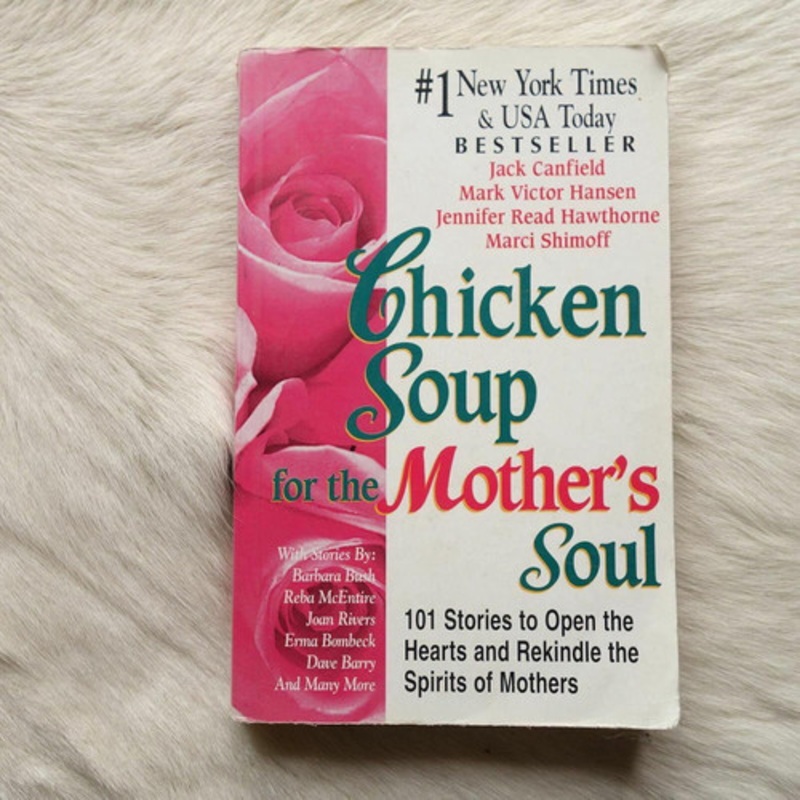 #1 New York Times
& USA Today
BESTSELLER
Jack Canfield
Mark Victor Hansen
Jennifer Read Hawthorne
Marci Shimoff
Chicken
Soup
for the Mother's
Soul
With Stories By:
Barbara Bush
Reba McEntire
Joan Rivers
Erma Bombeck
Dave Barry
And Many More
101 Stories to Open the
Hearts and Rekindle the
Spirits of Mothers